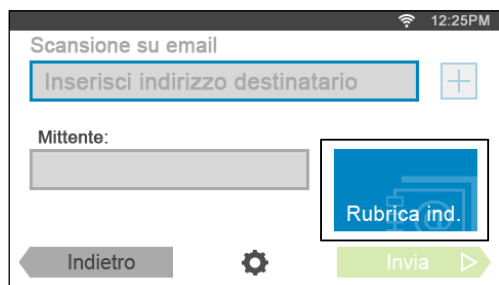 12:25PM
Scansione su email
Inserisci indirizzo destinatario
Mittente:
Rubrica ind.
Indietro
Invia